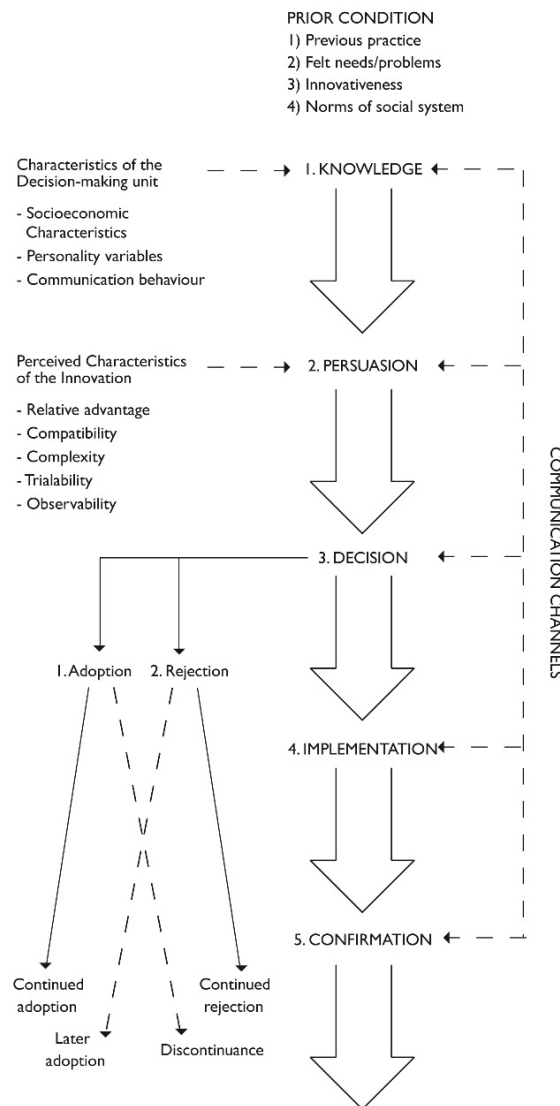 PRIOR CONDITION
1) Previous practice
2) Felt needs/problems
3) Innovativeness
4) Norms of social system
Characteristics of the
Decision-making unit
- Socioeconomic
Characteristics
- Personality variables
- Communication behaviour
1. KNOWLEDGE
Perceived Characteristics
of the Innovation
- Relative advantage
- Compatibility
- Complexity
- Trialability
- Observability
2. PERSUASION
COMMUNICATION CHANNELS
3. DECISION
1. Adoption
2. Rejection
4. IMPLEMENTATION
5. CONFIRMATION
Continued
adoption
Continued
rejection
Later
adoption
Discontinuance